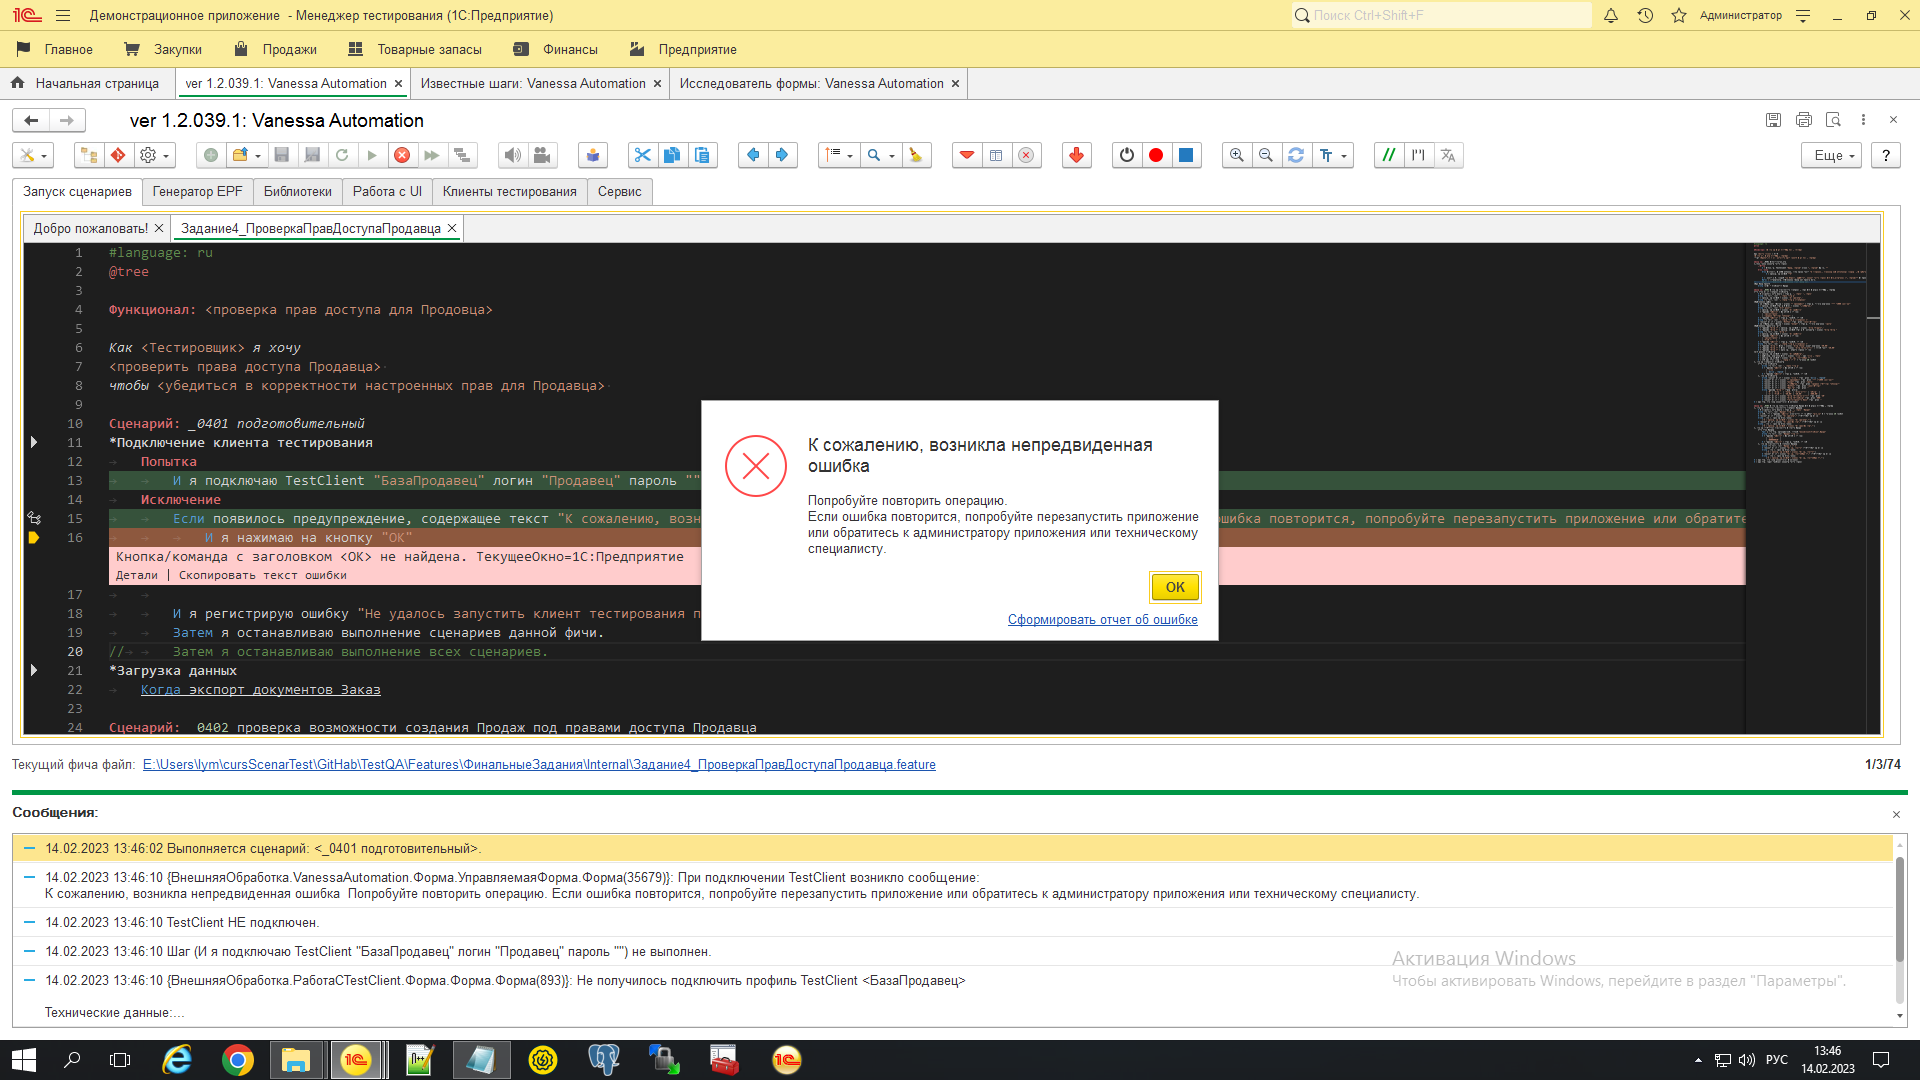 Демонстрационное приложение - Менеджер тестирования (1С:Предприятие)
Поиск Ctrl+Shift+F
Администратор
Главное
Закупки
Продажи
Товарные запасы
Финансы
Предприятие
Начальная страница
ver 1.2.039.1: Vanessa Automation
Известные шаги: Vanessa Automation
Исследователь формы: Vanessa Automation
ver 1.2.039.1: Vanessa Automation
Еще
?
Запуск сценариев
Генератор EPF
Библиотеки
Работа с UI
Клиенты тестирования
Сервис
Добро пожаловать!
Задание4_ПроверкаПравДоступаПродавца
1 #language: ru
2 @tree
3
4 Функционал: <проверка прав доступа для Продовца>
5
6 Как <Тестировщик> я хочу
7 <проверить права доступа Продавца>
8 чтобы <убедиться в корректности настроенных прав для Продавца>
9
10 Сценарий: _0401 подготовительный
11 *Подключение клиента тестирования
12 Попытка
13 И я подключаю TestClient "БазаПродавец" логин "Продавец" пароль ""
14 Исключение
15 Если появилось предупреждение, содержащее текст "К сожалению, возн шибка повторится, попробуйте перезапустить приложение или обратите
16 И я нажимаю на кнопку "OK"
Кнопка/команда с заголовком <OK> не найдена. ТекущееОкно=1С:Предприятие
Детали | Скопировать текст ошибки
17
18 И я регистрирую ошибку "Не удалось запустить клиент тестирования п
19 Затем я останавливаю выполнение сценариев данной фичи.
20 // Затем я останавливаю выполнение всех сценариев.
21 *Загрузка данных
22 Когда экспорт документов Заказ
23
24 Сценарий: _0402 проверка возможности создания Продаж под правами доступа Продавца
К сожалению, возникла непредвиденная
ошибка
Попробуйте повторить операцию.
Если ошибка повторится, попробуйте перезапустить приложение
или обратитесь к администратору приложения или техническому
специалисту.
OK
Сформировать отчет об ошибке
Текущий фича файл: E:\Users\lym\cursScenarTest\GitHab\TestQA\Features\ФинальныеЗадания\Internal\Задание4_ПроверкаПравДоступаПродавца.feature
1/3/74
Сообщения:
14.02.2023 13:46:02 Выполняется сценарий: <_0401 подготовительный>.
14.02.2023 13:46:10 {ВнешняяОбработка.VanessaAutomation.Форма.УправляемаяФорма.Форма(35679)}: При подключении TestClient возникло сообщение:
К сожалению, возникла непредвиденная ошибка Попробуйте повторить операцию. Если ошибка повторится, попробуйте перезапустить приложение или обратитесь к администратору приложения или техническому специалисту.
14.02.2023 13:46:10 TestClient НЕ подключен.
14.02.2023 13:46:10 Шаг (И я подключаю TestClient "БазаПродавец" логин "Продавец" пароль "") не выполнен.
14.02.2023 13:46:10 {ВнешняяОбработка.РаботаСTestClient.Форма.Форма.Форма(893)}: Не получилось подключить профиль TestClient <БазаПродавец>
Технические данные:...
Активация Windows
Чтобы активировать Windows, перейдите в раздел "Параметры".
РУС
13:46
14.02.2023